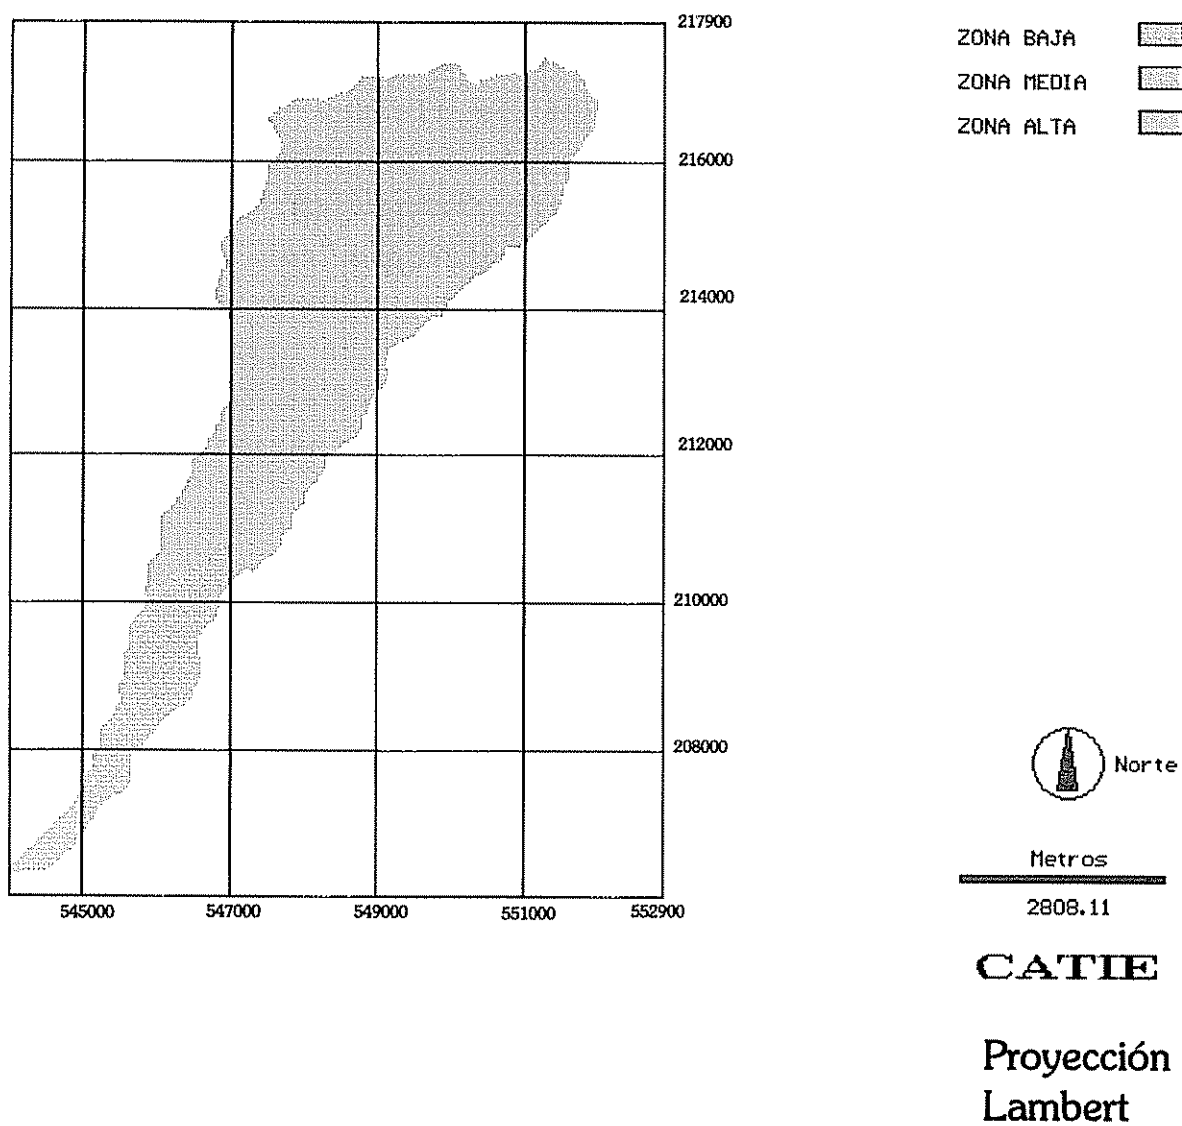 217900
216000
214000
212000
210000
208000
545000 547000 549000 551000 552900
ZONA BAJA
ZONA MEDIA
ZONA ALTA
Norte
Metros
2808.11
CATIE
Proyección
Lambert